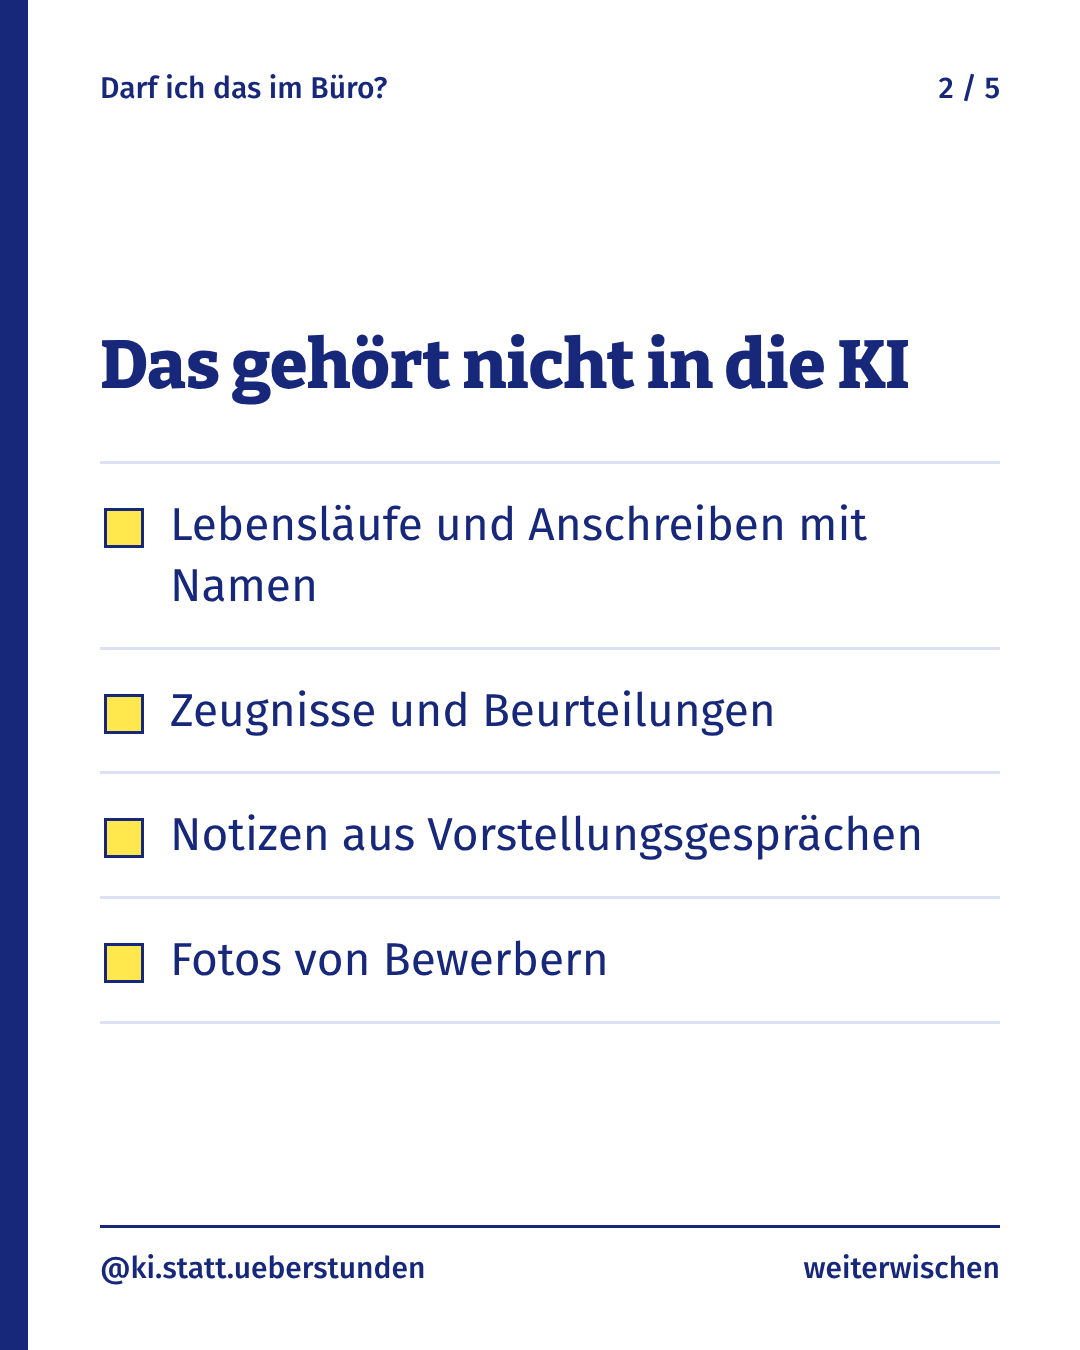 Darf ich das im Büro?
2 / 5
Das gehört nicht in die KI
Lebensläufe und Anschreiben mit
Namen
Zeugnisse und Beurteilungen
Notizen aus Vorstellungsgesprächen
Fotos von Bewerbern
@ki.statt.ueberstunden
weiterwischen